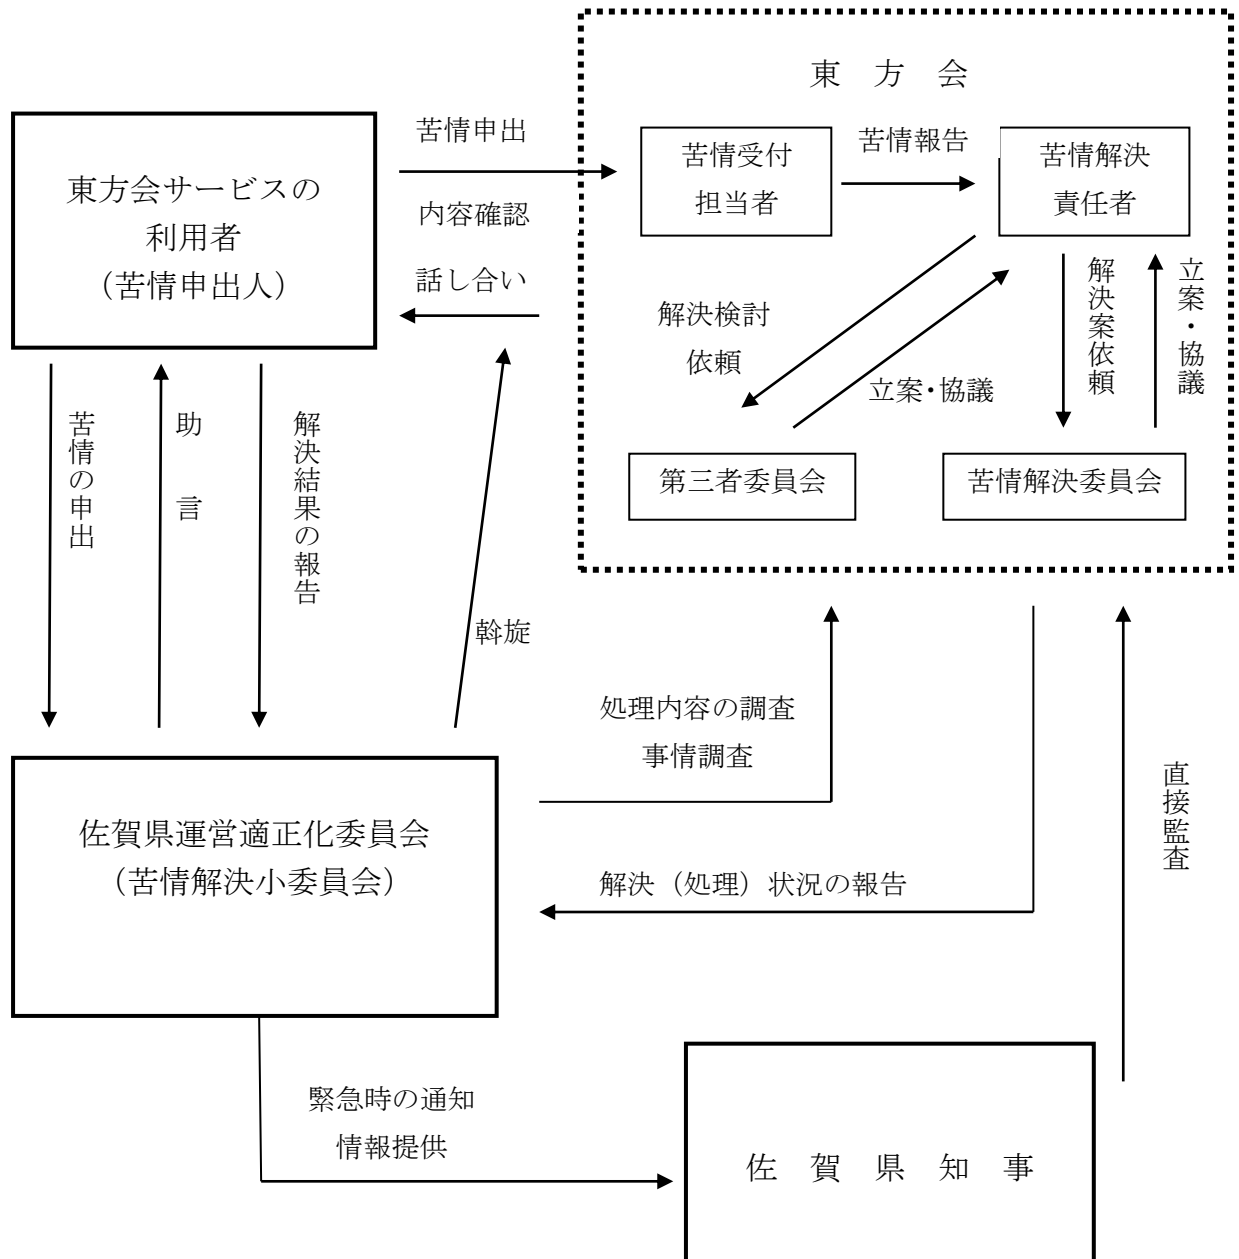 東 方 会
苦情申出
苦情受付
担当者
苦情報告
苦情解決
責任者
東方会サービスの
利用者
（苦情申出人）
内容確認
話し合い
解決検討
依頼
立案・協議
解決案依頼
立案・協議
第三者委員会
苦情解決委員会
苦情の申出
助言
解決結果の報告
斡旋
処理内容の調査
事情調査
直接監査
佐賀県運営適正化委員会
（苦情解決小委員会）
解決（処理）状況の報告
緊急時の通知
情報提供
佐 賀 県 知 事